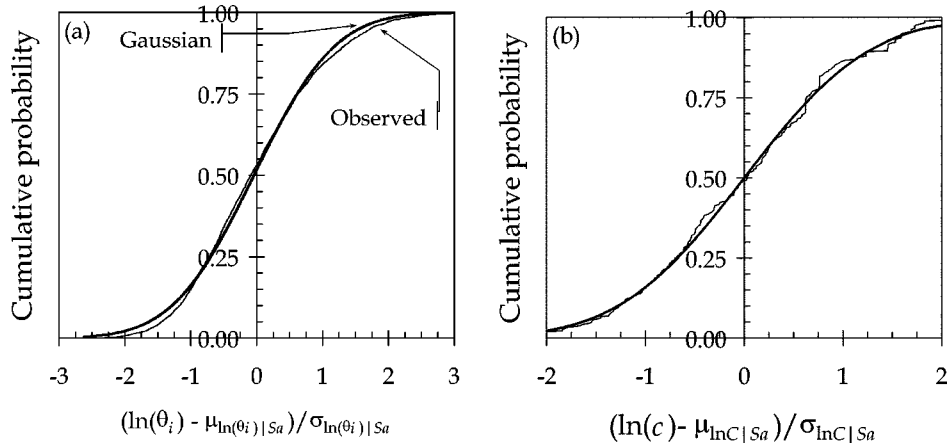 (a)
Gaussian
Observed
Cumulative probability
1.00
0.75
0.50
0.25
0.00
-3 -2 -1 0 1 2 3
(ln(θi) - μln(θi)|Sa)/σln(θi)|Sa
(b)
Cumulative probability
1.00
0.75
0.50
0.25
0.00
-2 -1 0 1 2
(ln(c)- μlnC|Sa)/σlnC|Sa